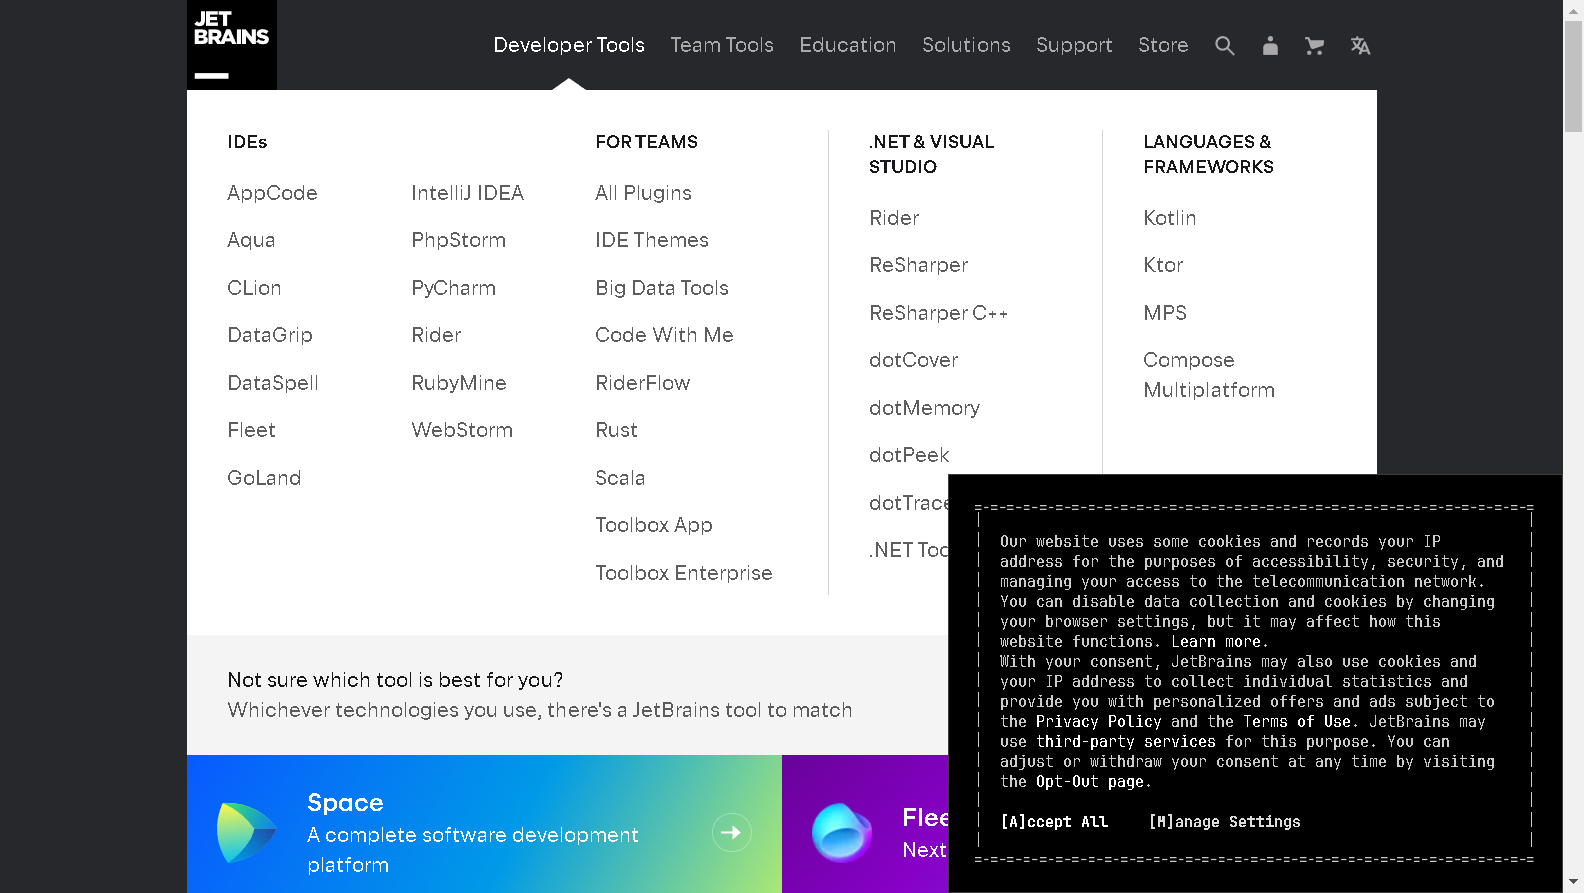 JET
BRAINS
Developer Tools
Team Tools
Education
Solutions
Support
Store
IDEs
AppCode
Aqua
CLion
DataGrip
DataSpell
Fleet
GoLand
IntelliJ IDEA
PhpStorm
PyCharm
Rider
RubyMine
WebStorm
FOR TEAMS
All Plugins
IDE Themes
Big Data Tools
Code With Me
RiderFlow
Rust
Scala
Toolbox App
Toolbox Enterprise
.NET & VISUAL
STUDIO
Rider
ReSharper
ReSharper C++
dotCover
dotMemory
dotPeek
dotTrace
.NET
LANGUAGES &
FRAMEWORKS
Kotlin
Ktor
MPS
Compose
Multiplatform
Not sure which tool is best for you?
Whichever technologies you use, there's a JetBrains tool to match
Space
A complete software development
platform
Next
Our website uses some cookies and records your IP
address for the purposes of accessibility, security, and
managing your access to the telecommunication network.
You can disable data collection and cookies by changing
your browser settings, but it may affect how this
website functions. Learn more.
With your consent, JetBrains may also use cookies and
your IP address to collect individual statistics and
provide you with personalized offers and ads subject to
the Privacy Policy and the Terms of Use. JetBrains may
use third-party services for this purpose. You can
adjust or withdraw your consent at any time by visiting
the Opt-Out page.
[A]ccept All
[M]anage Settings